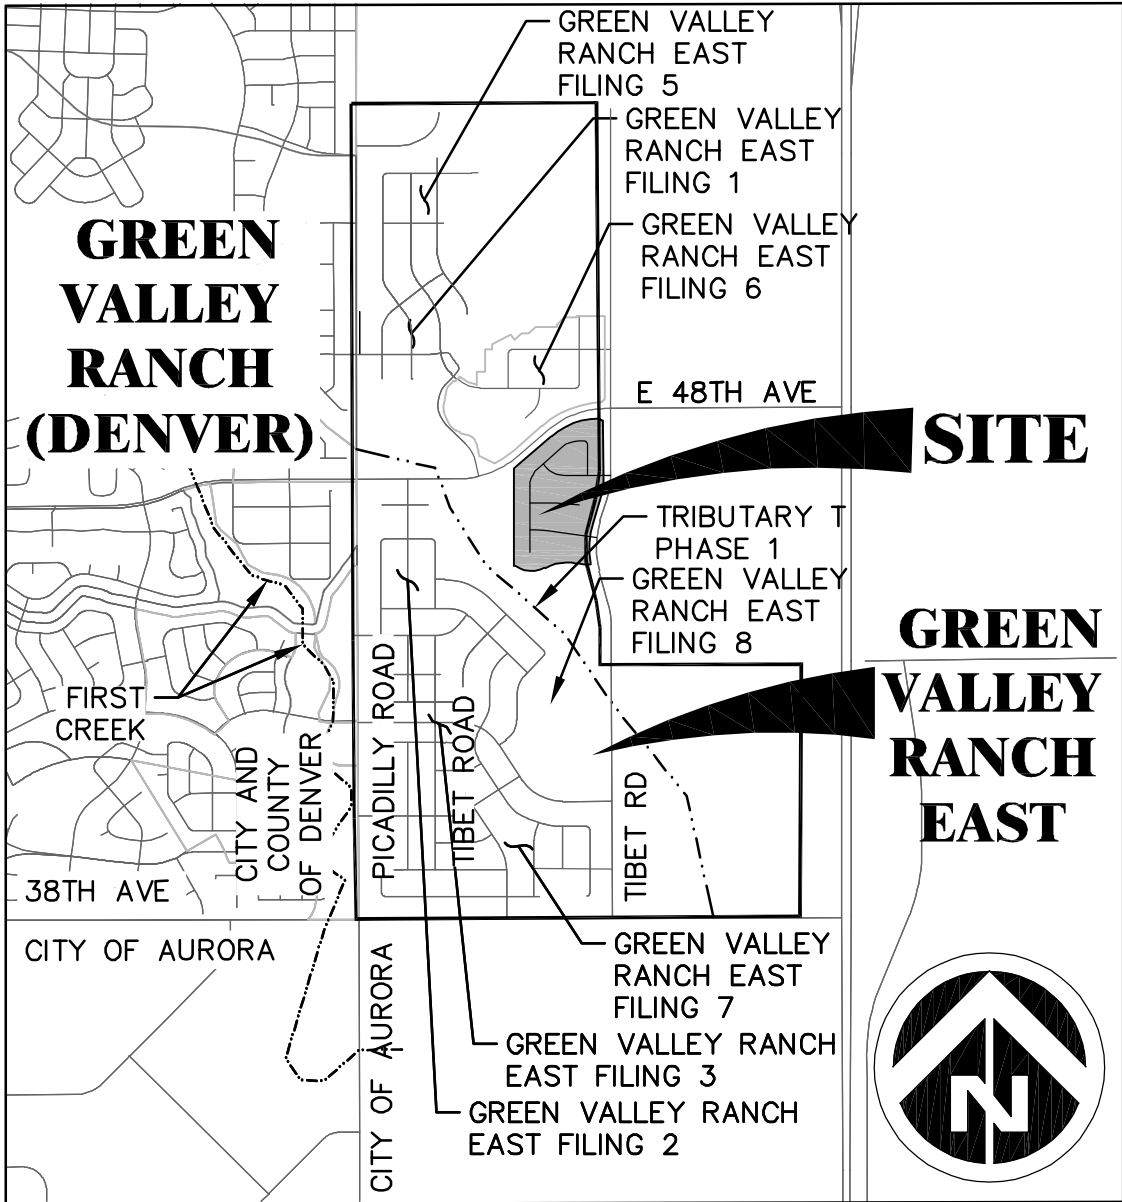 GREEN VALLEY
RANCH EAST
FILING 5
GREEN VALLEY
RANCH EAST
FILING 1
GREEN VALLEY
RANCH EAST
FILING 6
GREEN
VALLEY
RANCH
(DENVER)
E 48TH AVE
SITE
TRIBUTARY T
PHASE 1
GREEN VALLEY
RANCH EAST
FILING 8
GREEN
VALLEY
RANCH
EAST
FIRST
CREEK
CITY AND
COUNTY
OF DENVER
PICADILLY ROAD
TIBET ROAD
TIBET RD
38TH AVE
CITY OF AURORA
CITY OF AURORA
GREEN VALLEY
RANCH EAST
FILING 7
GREEN VALLEY RANCH
EAST FILING 3
GREEN VALLEY RANCH
EAST FILING 2
N